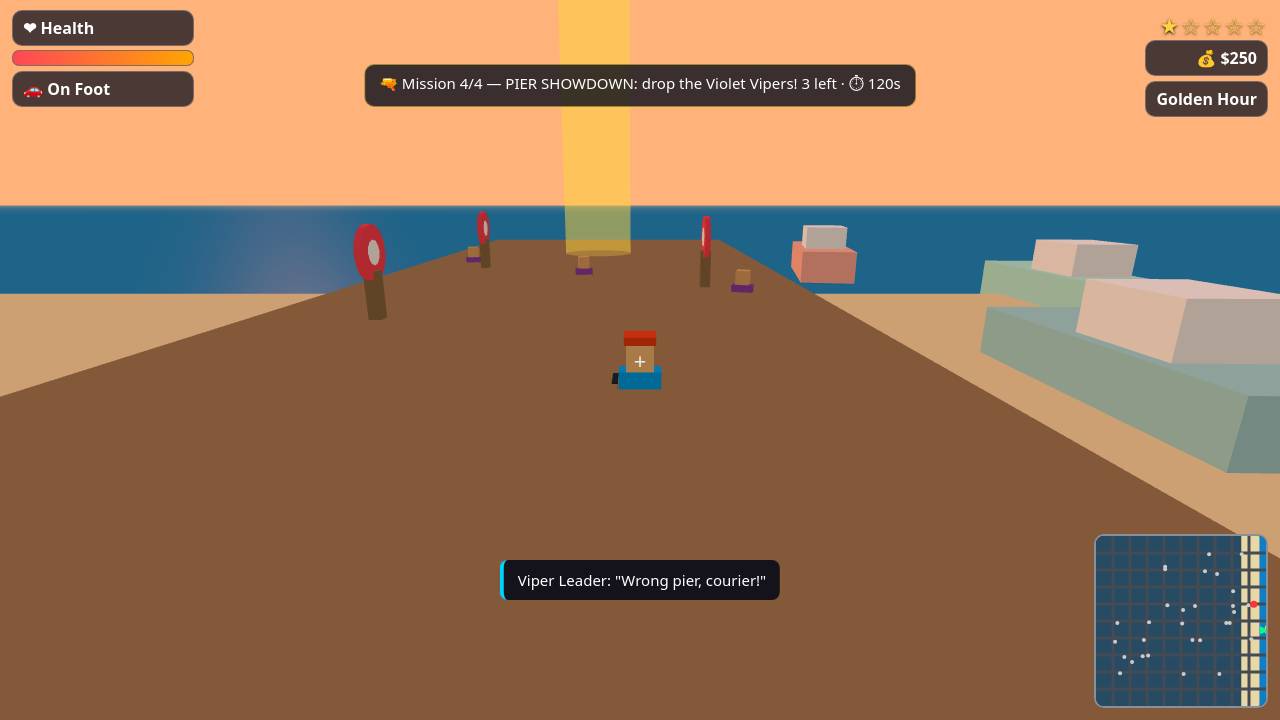 ❤ Health
🚗 On Foot
🔫 Mission 4/4 — PIER SHOWDOWN: drop the Violet Vipers! 3 left · ⏱ 120s
★☆☆☆☆
💰 $250
Golden Hour
Viper Leader: "Wrong pier, courier!"